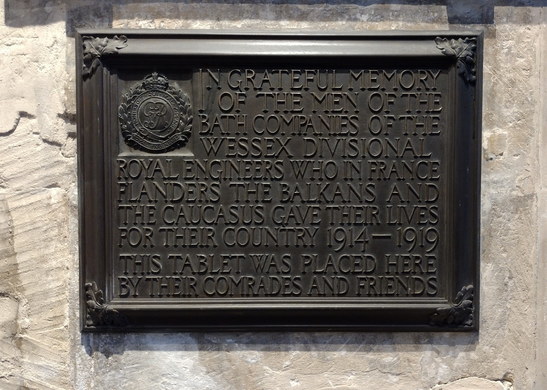 IN GRATEFUL MEMORY
OF THE MEN OF THE
BATH COMPANIES OF THE
WESSEX DIVISIONAL
ROYAL ENGINEERS WHO IN FRANCE
FLANDERS THE BALKANS AND
THE CAUCASUS GAVE THEIR LIVES
FOR THEIR COUNTRY 1914–1919
THIS TABLET WAS PLACED HERE
BY THEIR COMRADES AND FRIENDS